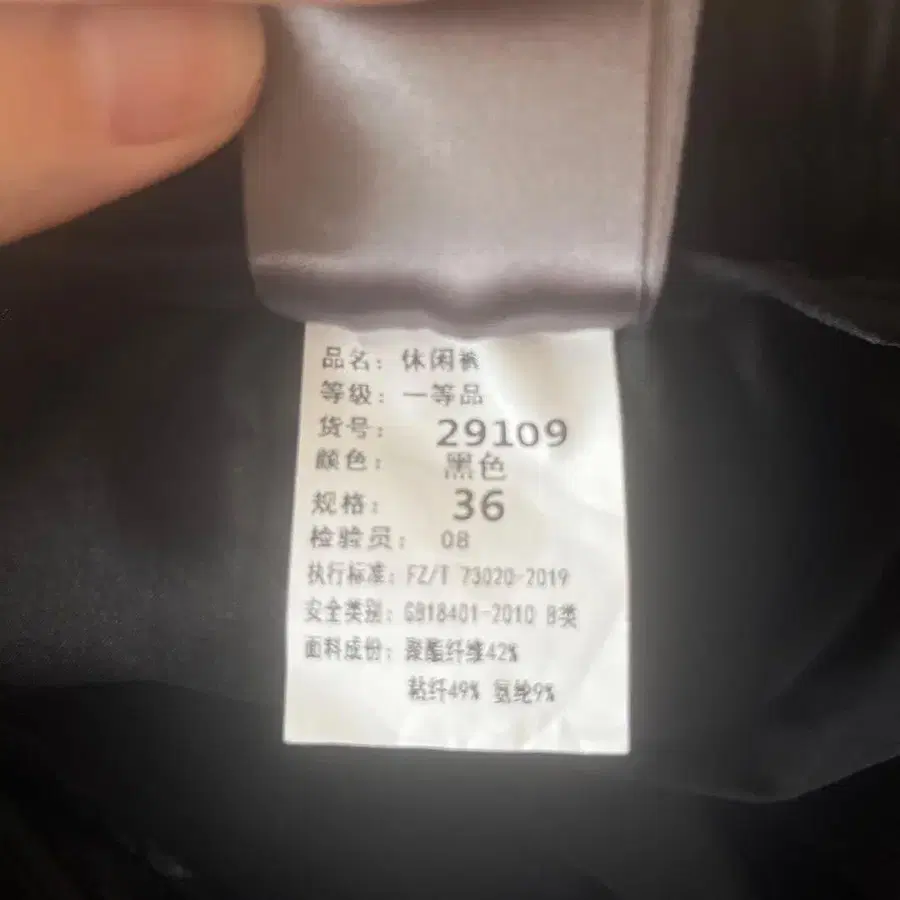 品名：休闲裤
等级：一等品
货号： 29109
颜色： 黑色
规格： 36
检验员： 08
执行标准：FZ/T 73020-2019
安全类别：GB18401-2010 B类
面料成份：聚酯纤维42%
粘纤49% 氨纶9%